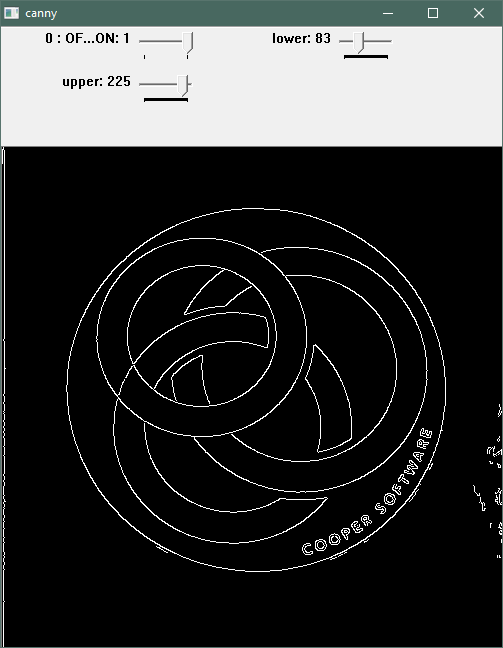 canny
0 : OF...ON: 1
lower: 83
upper: 225
COOPER SOFTWARE